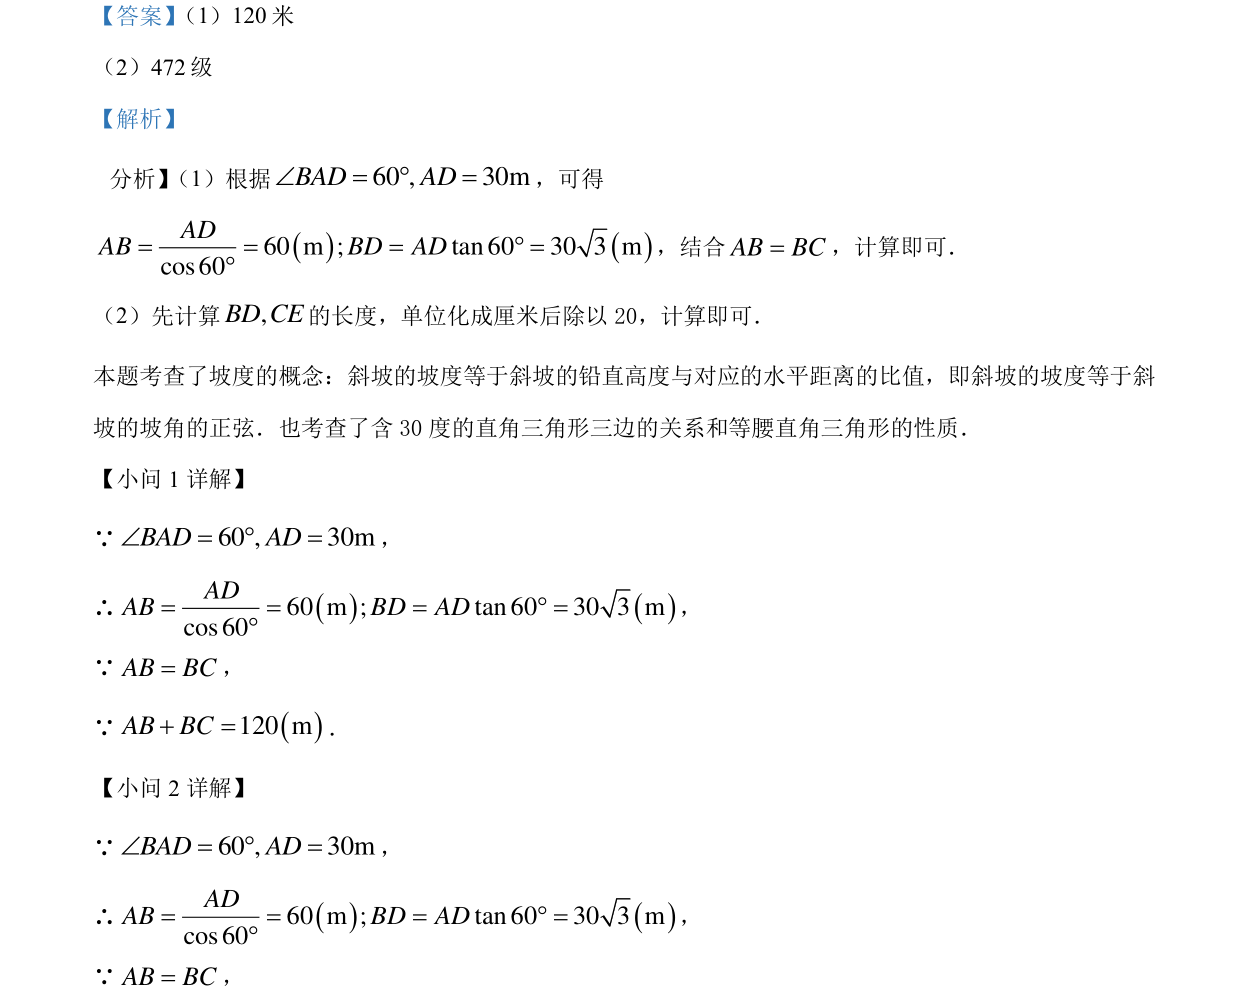 【答案】（1）120 米
（2）472 级
【解析】
分析】（1）根据∠BAD = 60°, AD = 30m，可得
AB = AD/cos60° = 60(m); BD = AD tan 60° = 30√3(m)，结合 AB = BC，计算即可．
（2）先计算 BD,CE 的长度，单位化成厘米后除以 20，计算即可．
本题考查了坡度的概念：斜坡的坡度等于斜坡的铅直高度与对应的水平距离的比值，即斜坡的坡度等于斜
坡的坡角的正弦．也考查了含 30 度的直角三角形三边的关系和等腰直角三角形的性质．
【小问 1 详解】
∵ ∠BAD = 60°, AD = 30m，
∴ AB = AD/cos60° = 60(m); BD = AD tan 60° = 30√3(m)，
∵ AB = BC，
∵ AB + BC = 120(m)．
【小问 2 详解】
∵ ∠BAD = 60°, AD = 30m，
∴ AB = AD/cos60° = 60(m); BD = AD tan 60° = 30√3(m)，
∵ AB = BC，